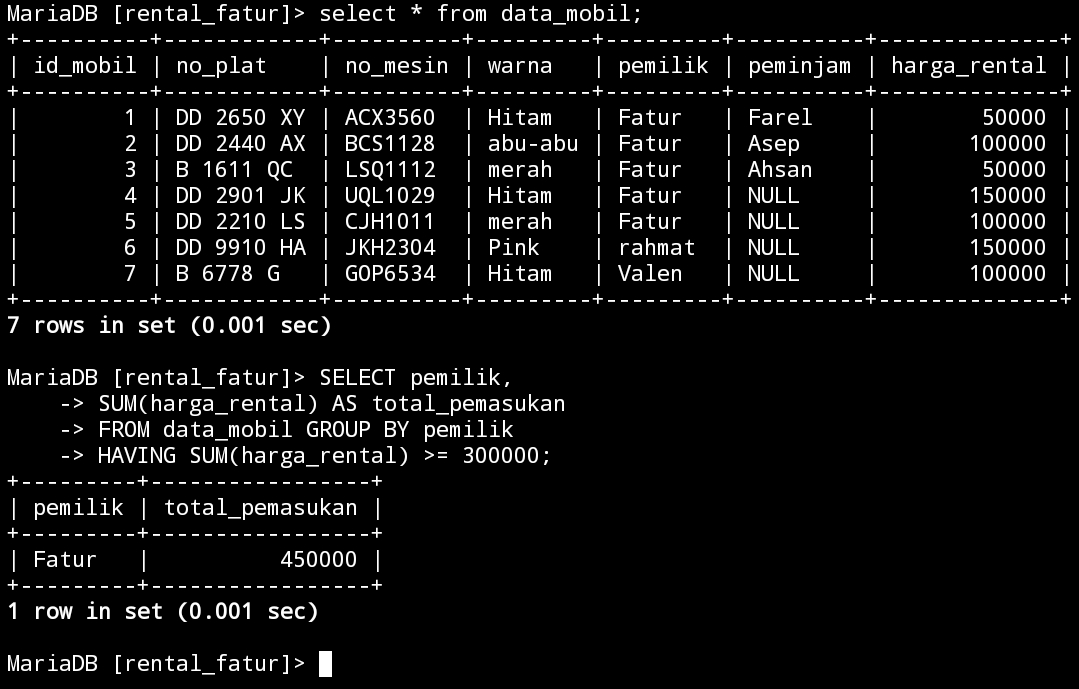 MariaDB [rental_fatur]> select * from data_mobil;
+----------+------------+----------+---------+---------+----------+--------------+
| id_mobil | no_plat    | no_mesin | warna   | pemilik | peminjam | harga_rental |
+----------+------------+----------+---------+---------+----------+--------------+
|        1 | DD 2650 XY | ACX3560  | Hitam   | Fatur   | Farel    |        50000 |
|        2 | DD 2440 AX | BCS1128  | abu-abu | Fatur   | Asep     |       100000 |
|        3 | B 1611 QC  | LSQ1112  | merah   | Fatur   | Ahsan    |        50000 |
|        4 | DD 2901 JK | UQL1029  | Hitam   | Fatur   | NULL     |       150000 |
|        5 | DD 2210 LS | CJH1011  | merah   | Fatur   | NULL     |       100000 |
|        6 | DD 9910 HA | JKH2304  | Pink    | rahmat  | NULL     |       150000 |
|        7 | B 6778 G   | GOP6534  | Hitam   | Valen   | NULL     |       100000 |
+----------+------------+----------+---------+---------+----------+--------------+
7 rows in set (0.001 sec)
MariaDB [rental_fatur]> SELECT pemilik,
    -> SUM(harga_rental) AS total_pemasukan
    -> FROM data_mobil GROUP BY pemilik
    -> HAVING SUM(harga_rental) >= 300000;
+---------+-----------------+
| pemilik | total_pemasukan |
+---------+-----------------+
| Fatur   |          450000 |
+---------+-----------------+
1 row in set (0.001 sec)
MariaDB [rental_fatur]>